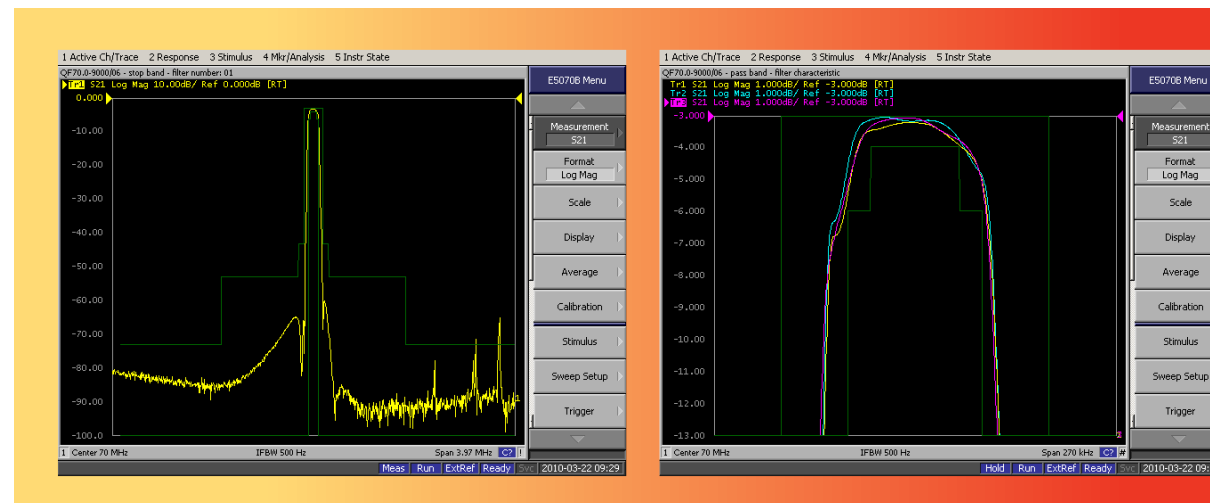 1 Active Ch/Trace 2 Response 3 Stimulus 4 Mkr/Analysis 5 Instr State
QF70.0-9000/06 - stop band - filter number: 01
Tr1 S21 Log Mag 10.00dB/ Ref 0.000dB [RT]
0.000
-10.00
-20.00
-30.00
-40.00
-50.00
-60.00
-70.00
-80.00
-90.00
-100.0
1
1 Center 70 MHz IFBW 500 Hz Span 3.97 MHz C? !
Meas Run ExtRef Ready Svc 2010-03-22 09:29
E5070B Menu
Measurement
S21
Format
Log Mag
Scale
Display
Average
Calibration
Stimulus
Sweep Setup
Trigger
1 Active Ch/Trace 2 Response 3 Stimulus 4 Mkr/Analysis 5 Instr State
QF70.0-9000/06 - pass band - filter characteristic
Tr1 S21 Log Mag 1.000dB/ Ref -3.000dB [RT]
Tr2 S21 Log Mag 1.000dB/ Ref -3.000dB [RT]
Tr3 S21 Log Mag 1.000dB/ Ref -3.000dB [RT]
-3.000
-4.000
-5.000
-6.000
-7.000
-8.000
-9.000
-10.00
-11.00
-12.00
-13.00
1 Center 70 MHz IFBW 500 Hz Span 270 kHz C? #
Hold Run ExtRef Ready Svc 2010-03-22 09:
E5070B Menu
Measurement
S21
Format
Log Mag
Scale
Display
Average
Calibration
Stimulus
Sweep Setup
Trigger